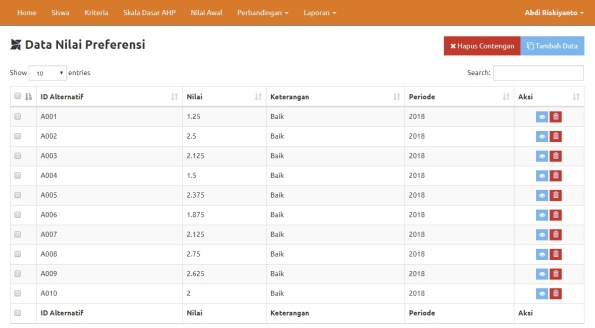 Home Siswa Kriteria Skala Dasar AHP Nilai Awal Perbandingan Laporan Abdi Riskiyanto
Data Nilai Preferensi Hapus Contengan Tambah Data
Show 10 entries Search:
ID Alternatif Nilai Keterangan Periode Aksi
A001 1.25 Baik 2018
A002 2.5 Baik 2018
A003 2.125 Baik 2018
A004 1.5 Baik 2018
A005 2.375 Baik 2018
A006 1.875 Baik 2018
A007 2.125 Baik 2018
A008 2.75 Baik 2018
A009 2.625 Baik 2018
A010 2 Baik 2018
ID Alternatif Nilai Keterangan Periode Aksi